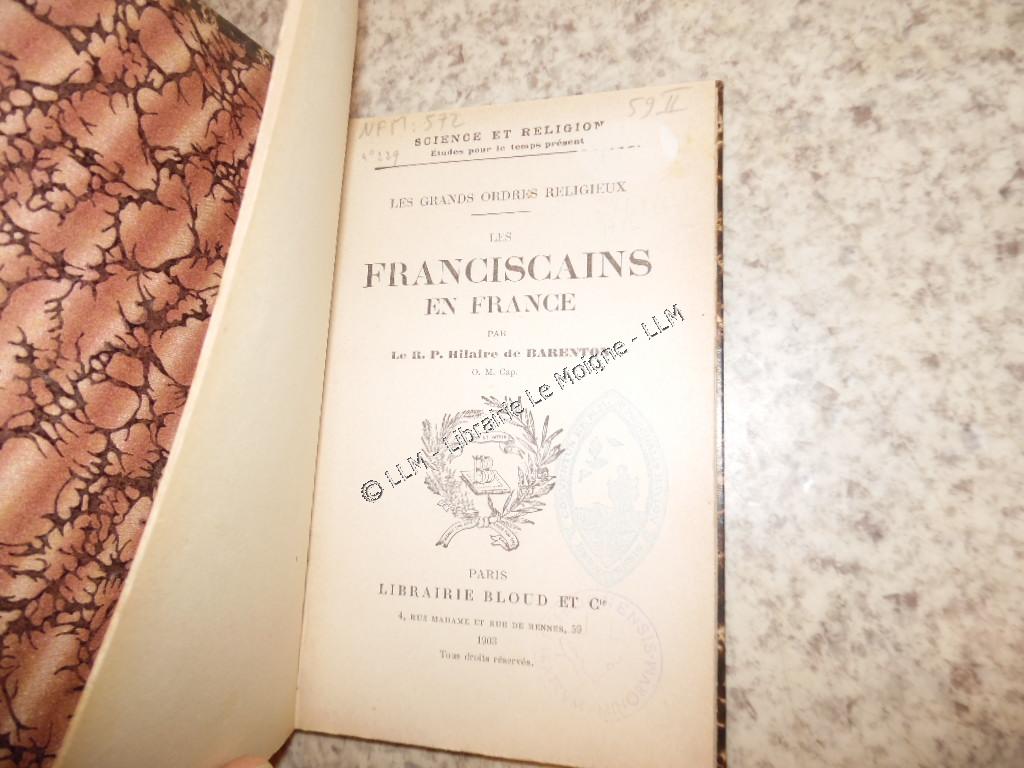 NFM : 572
59 II
SCIENCE ET RELIGION
n° 229
Études pour le temps présent
LES GRANDS ORDRES RELIGIEUX
LES
FRANCISCAINS
EN FRANCE
PAR
Le R. P. Hilaire de BARENTON
O. M. Cap.
© LLM - Librairie Le Moigne - LLM
B
PARIS
LIBRAIRIE BLOUD ET Cie
4, RUE MADAME ET RUE DE RENNES, 59
1903
Tous droits réservés.